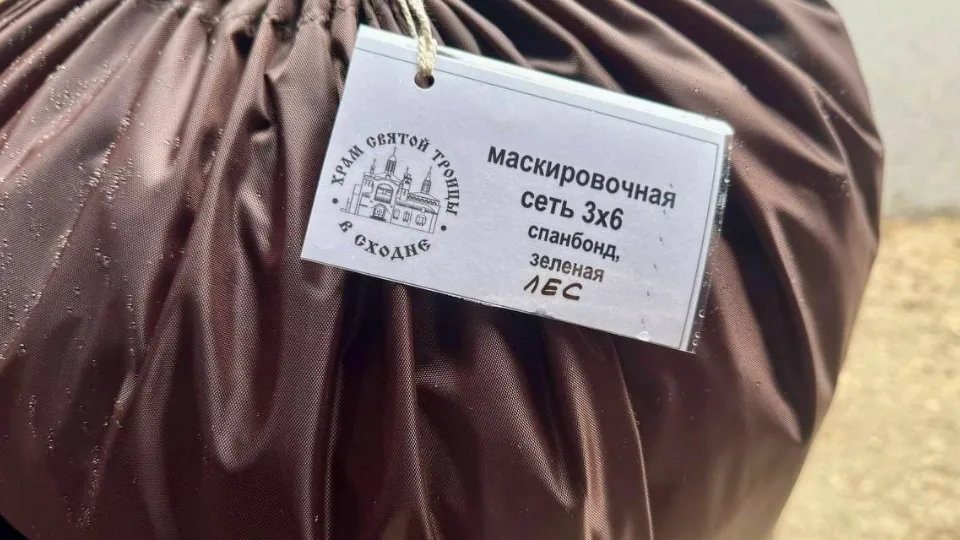 ХРАМ СВЯТОЙ ТРОИЦЫ
В СХОДНЕ
маскировочная
сеть 3х6
спанбонд,
зеленая
ЛЕС